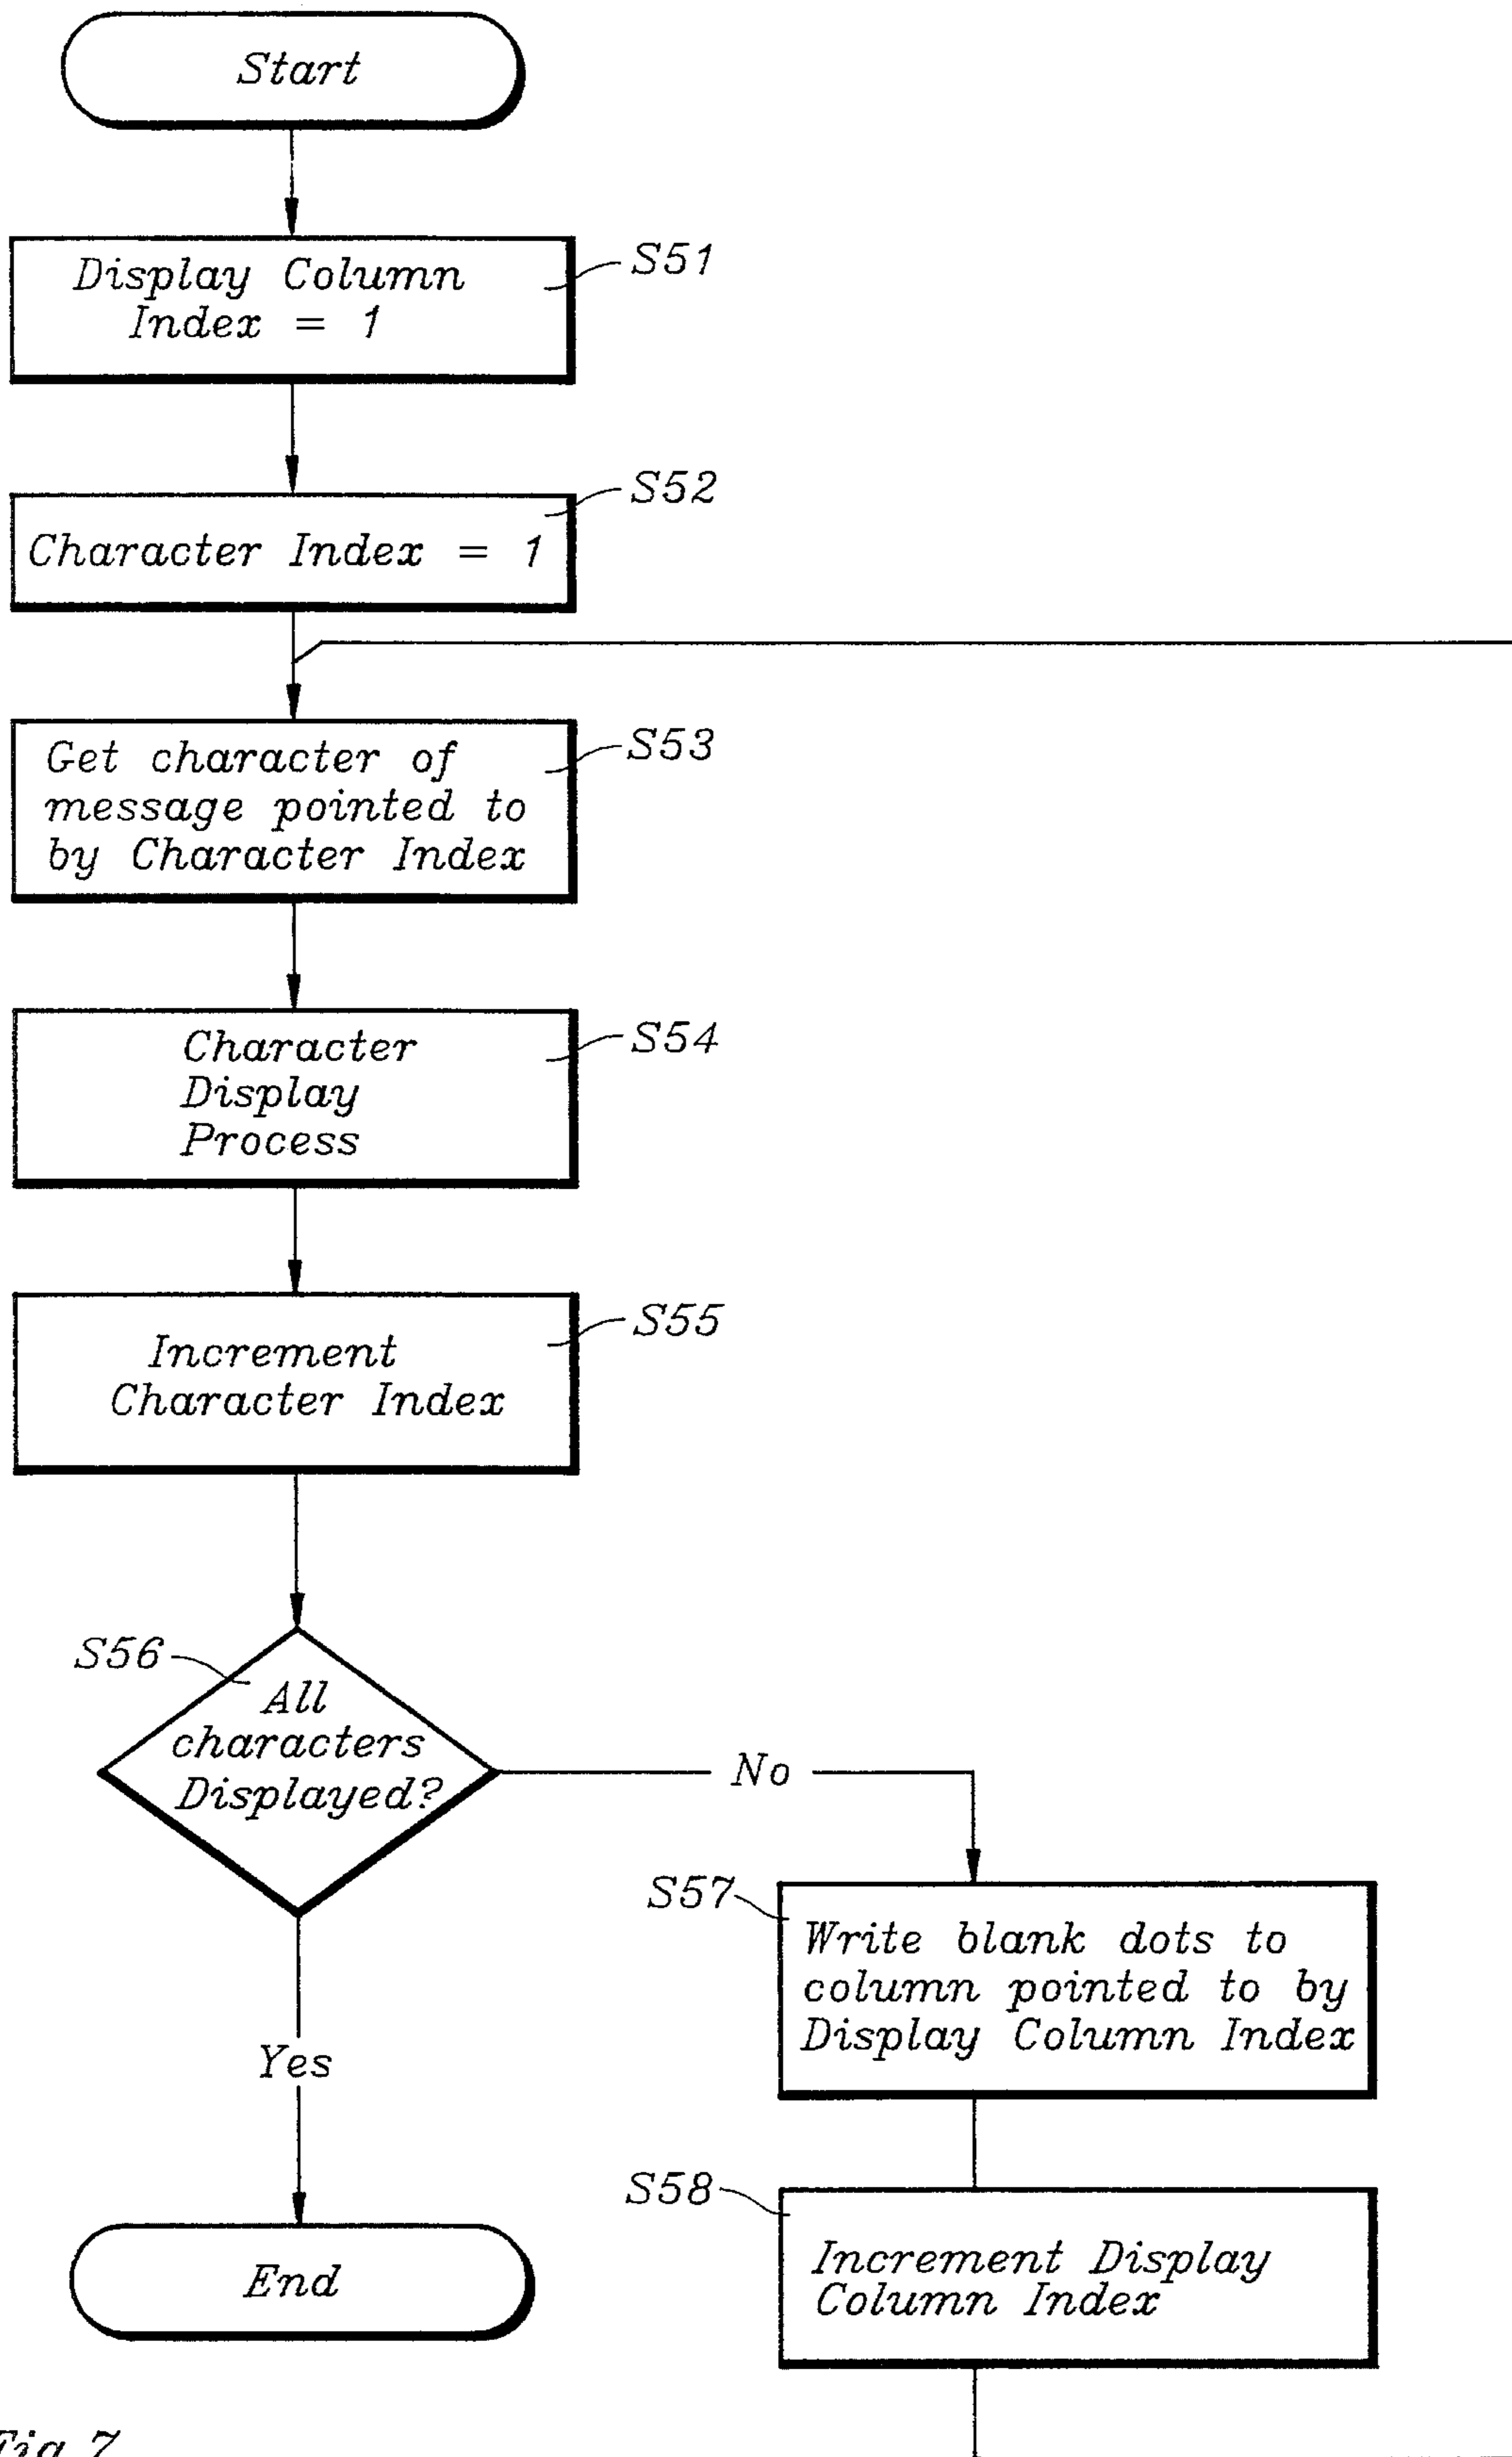 Start
Display Column
Index = 1
S51
Character Index = 1
S52
Get character of
message pointed to
by Character Index
S53
Character
Display
Process
S54
Increment
Character Index
S55
S56
All
characters
Displayed?
No
Yes
S57
Write blank dots to
column pointed to by
Display Column Index
S58
Increment Display
Column Index
End
Fig 7